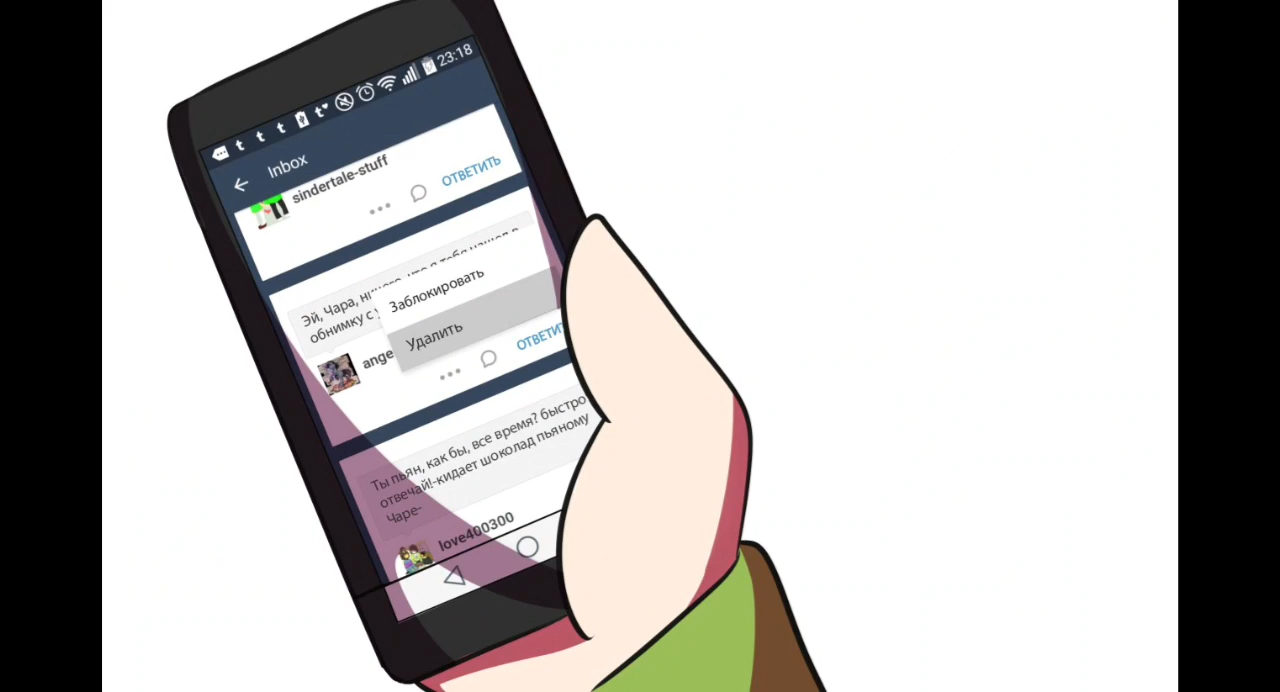 23:18
Inbox
sindertale-stuff
ОТВЕТИТЬ
Эй, Чара,
обнимку с
Заблокировать
Удалить
ange
ОТВЕТИ
Ты пьян, как бы, все время? быстро
отвечай!-кидает шоколад пьяному
Чаре-
love400300